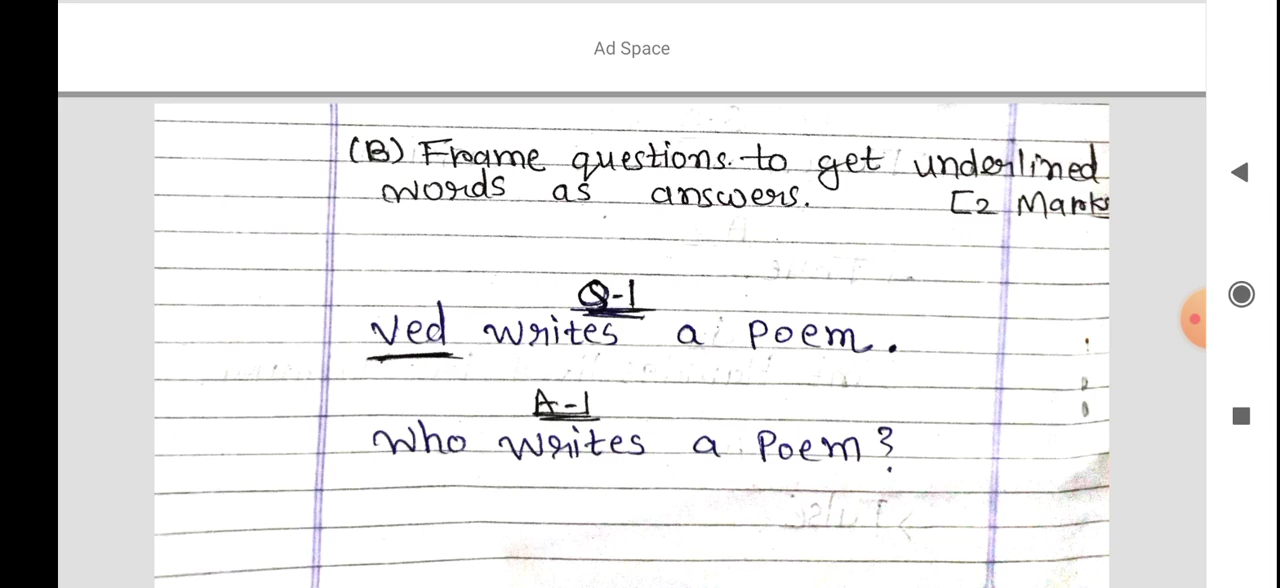 Ad Space
(B) Frame questions. to get underlined
words as answers. [2 Marks
Q-1
Ved writes a poem.
A-1
Who writes a Poem?